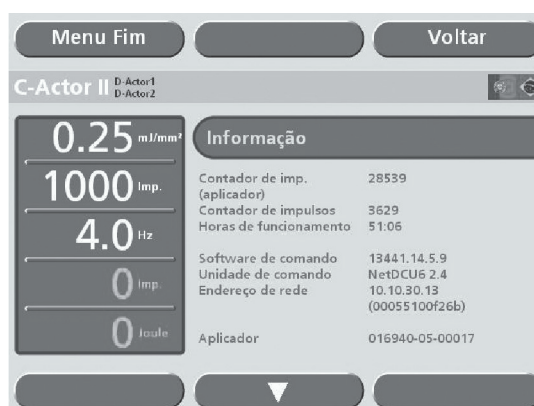 Menu Fim
Voltar
C-Actor II D-Actor1
D-Actor2
0.25 mJ/mm²
1000 Imp.
4.0 Hz
0 Imp.
0 Joule
Informação
Contador de imp. 28539
(aplicador)
Contador de impulsos 3629
Horas de funcionamento 51:06
Software de comando 13441.14.5.9
Unidade de comando NetDCU6 2.4
Endereço de rede 10.10.30.13
(00055100f26b)
Aplicador 016940-05-00017